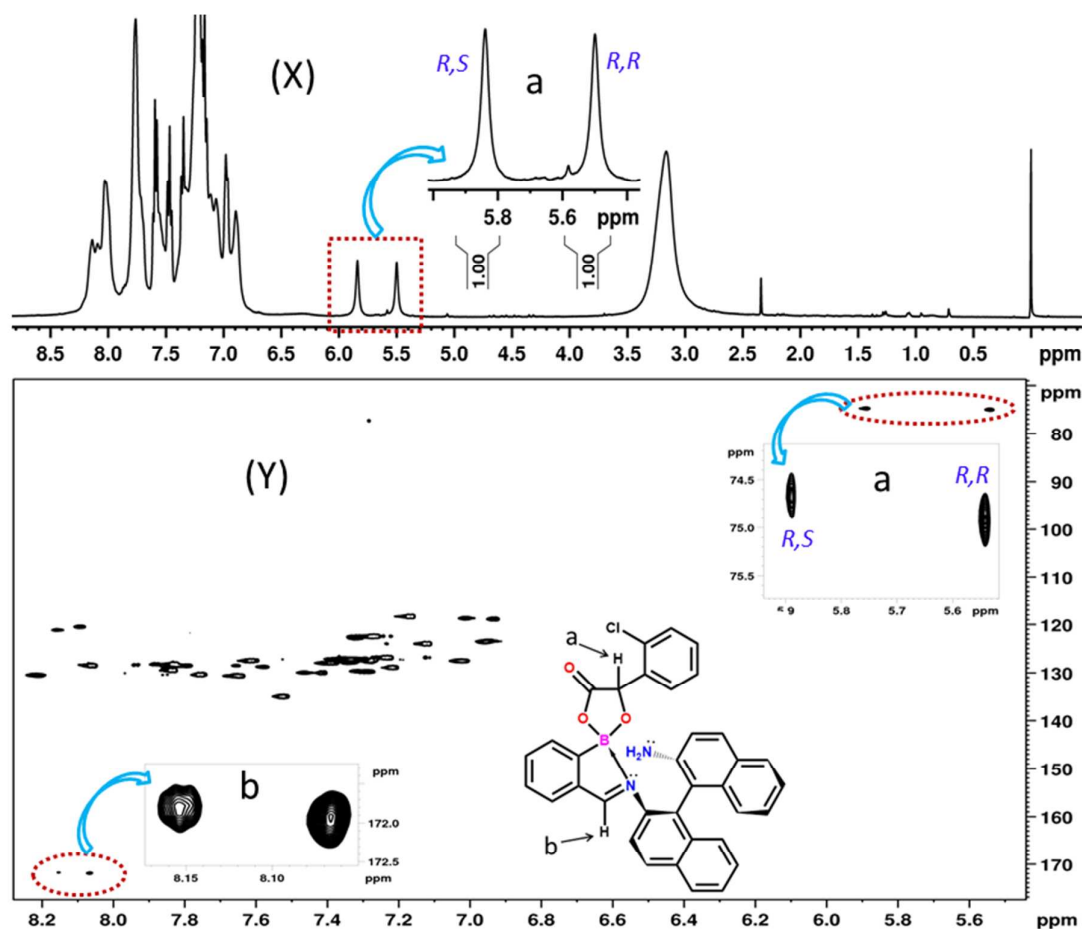 (X)
R,S
a
R,R
5.8 5.6 ppm
1.00 1.00
8.5 8.0 7.5 7.0 6.5 6.0 5.5 5.0 4.5 4.0 3.5 3.0 2.5 2.0 1.5 1.0 0.5 ppm
(Y)
ppm
80
90
100
110
120
130
140
150
160
170
ppm
74.5
75.0
75.5
a
R,R
R,S
5.8 5.7 5.6 ppm
Cl
a
H
O
O
O
B
H2N
N
H
b
b
ppm
172.0
172.5
8.15 8.10 ppm
8.2 8.0 7.8 7.6 7.4 7.2 7.0 6.8 6.6 6.4 6.2 6.0 5.8 5.6 ppm